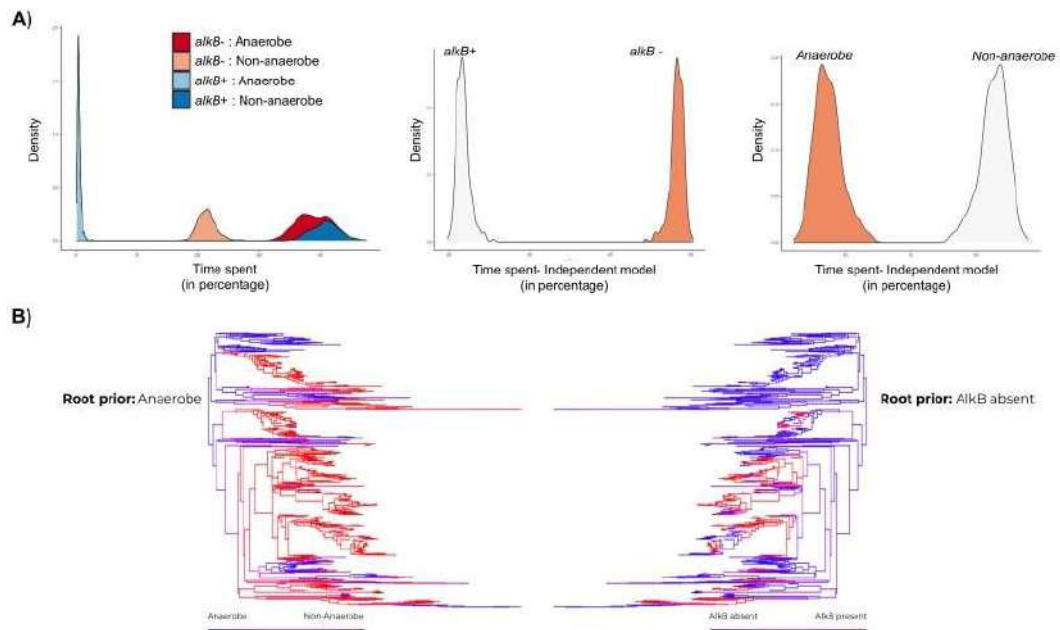 A)
alkB- : Anaerobe
alkB- : Non-anaerobe
alkB+ : Anaerobe
alkB+ : Non-anaerobe
Density
Time spent
(in percentage)
alkB+
alkB -
Density
Time spent- Independent model
(in percentage)
Anaerobe
Non-anaerobe
Density
Time spent- Independent model
(in percentage)
B)
Root prior: Anaerobe
Root prior: AlkB absent
Anaerobe
Non-Anaerobe
AlkB absent
AlkB present